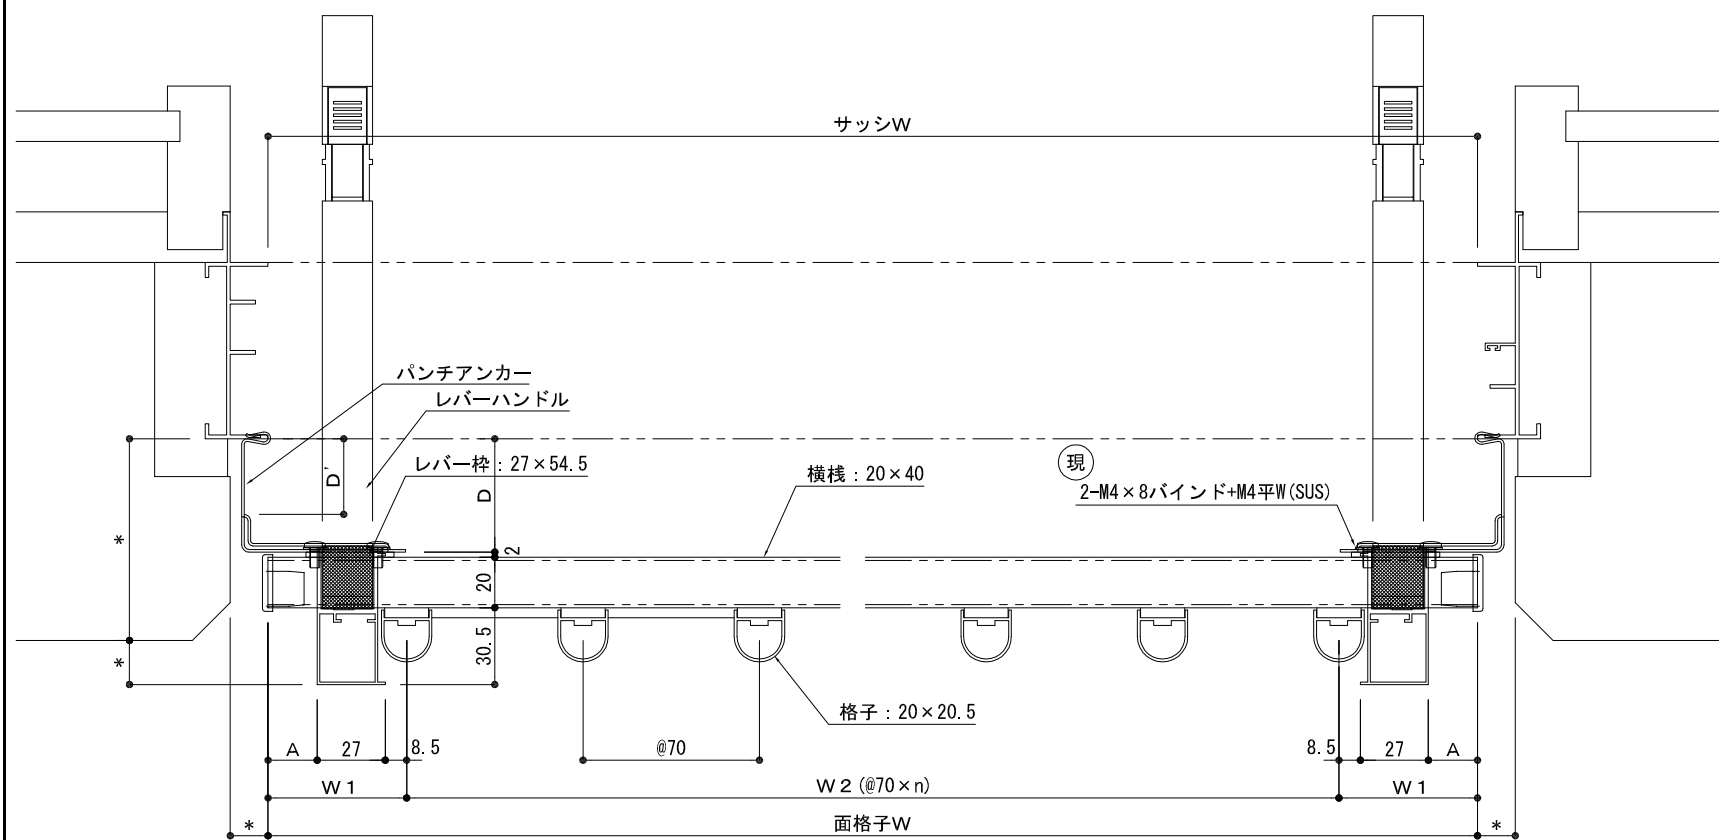 サッシW
パンチアンカー
レバーハンドル
レバー枠：27×54.5
横桟：20×40
現
2-M4×8バインド+M4平W(SUS)
D'
D
*
2
20
*
30.5
格子：20×20.5
A
27
8.5
@70
8.5
27
A
W1
W2(@70×n)
W1
*
面格子W
*